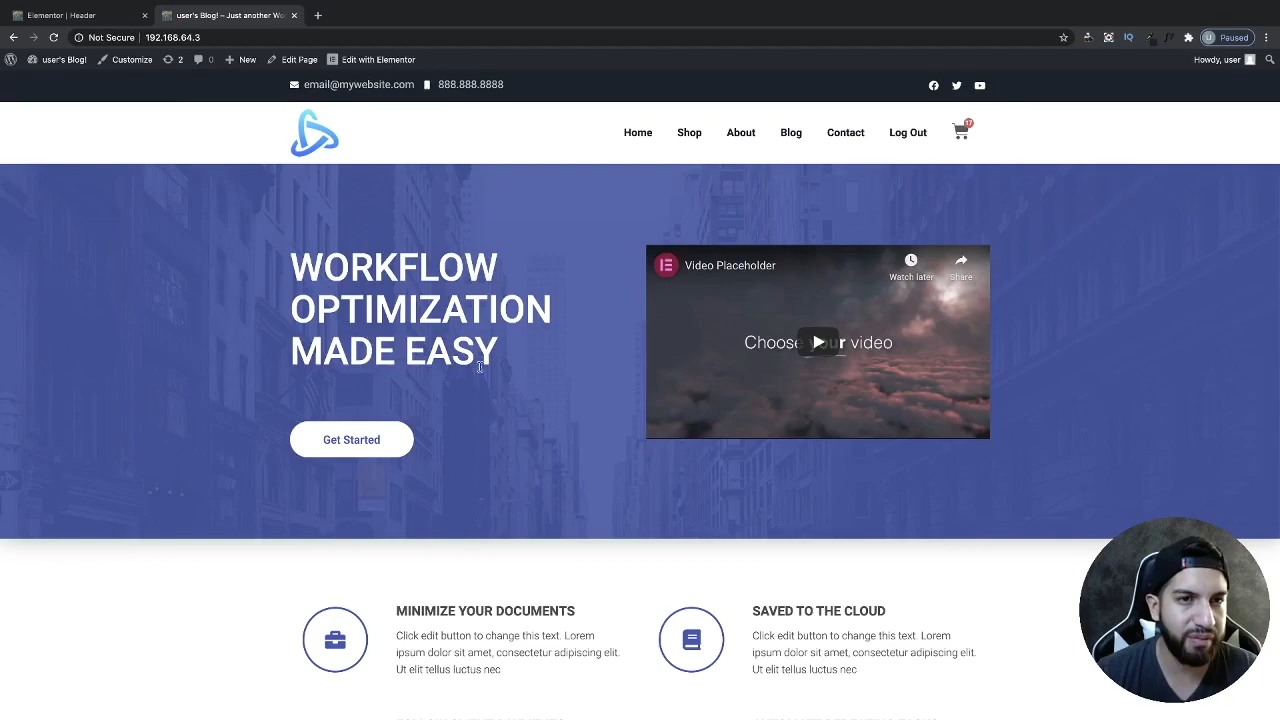 Elementor | Header
user's Blog! – Just another Wo
Not Secure | 192.168.64.3
IQ
f?
U Paused
user's Blog!
Customize
2
0
New
Edit Page
Edit with Elementor
Howdy, user
email@mywebsite.com
888.888.8888
Home
Shop
About
Blog
Contact
Log Out
17
WORKFLOW
OPTIMIZATION
MADE EASY
Get Started
Video Placeholder
Watch later
Share
Choose your video
MINIMIZE YOUR DOCUMENTS
Click edit button to change this text. Lorem
ipsum dolor sit amet, consectetur adipiscing elit.
Ut elit tellus luctus nec
SAVED TO THE CLOUD
Click edit button to change this text. Lorem
ipsum dolor sit amet, consectetur adipiscing elit.
Ut elit tellus luctus nec